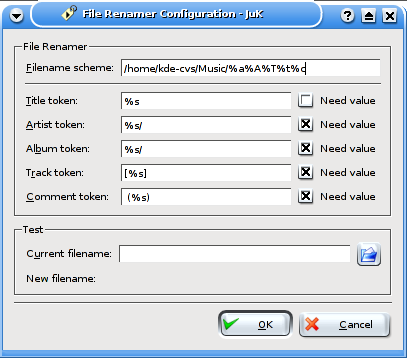 File Renamer Configuration - JuK
File Renamer
Filename scheme: /home/kde-cvs/Music/%a%A%T%t%c
Title token: %s Need value
Artist token: %s/ Need value
Album token: %s/ Need value
Track token: [%s] Need value
Comment token: (%s) Need value
Test
Current filename:
New filename:
OK Cancel